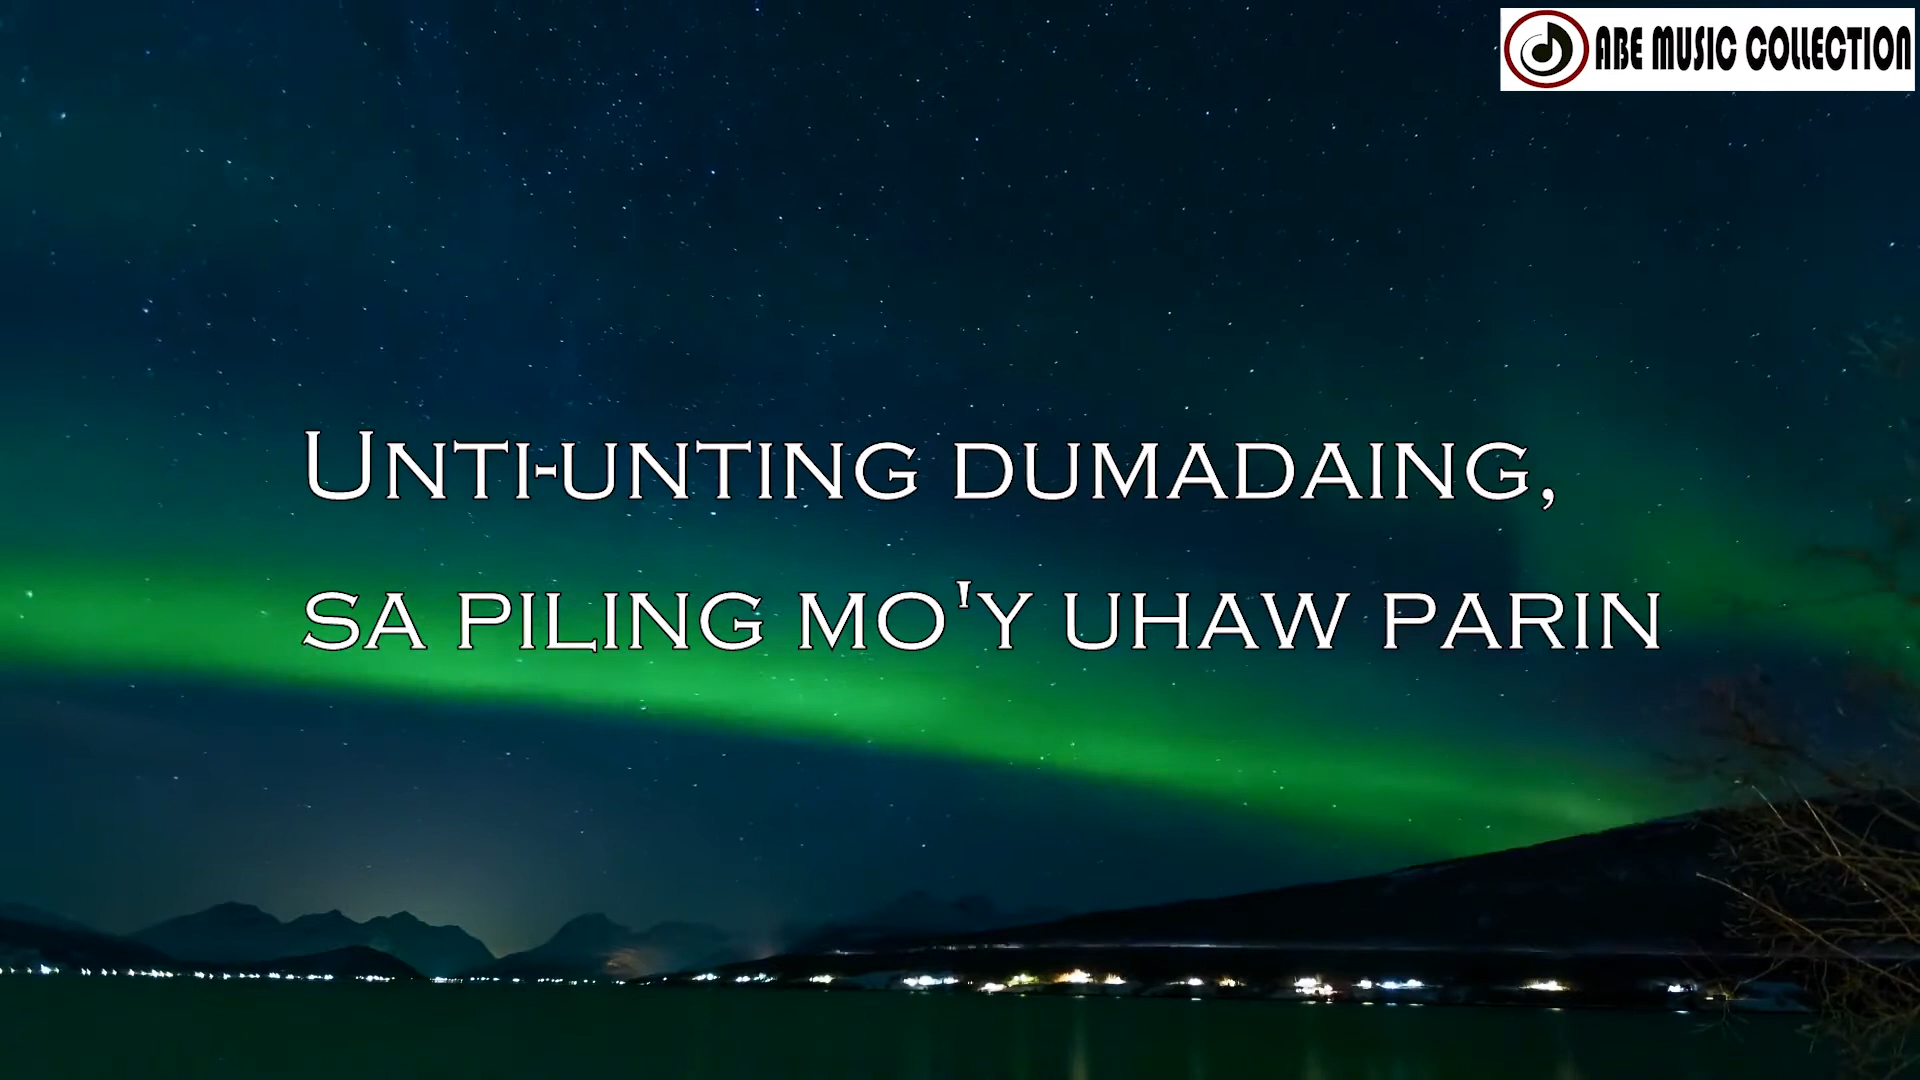 ABE MUSIC COLLECTION
Unti-unting dumadaing,
sa piling mo'y uhaw parin